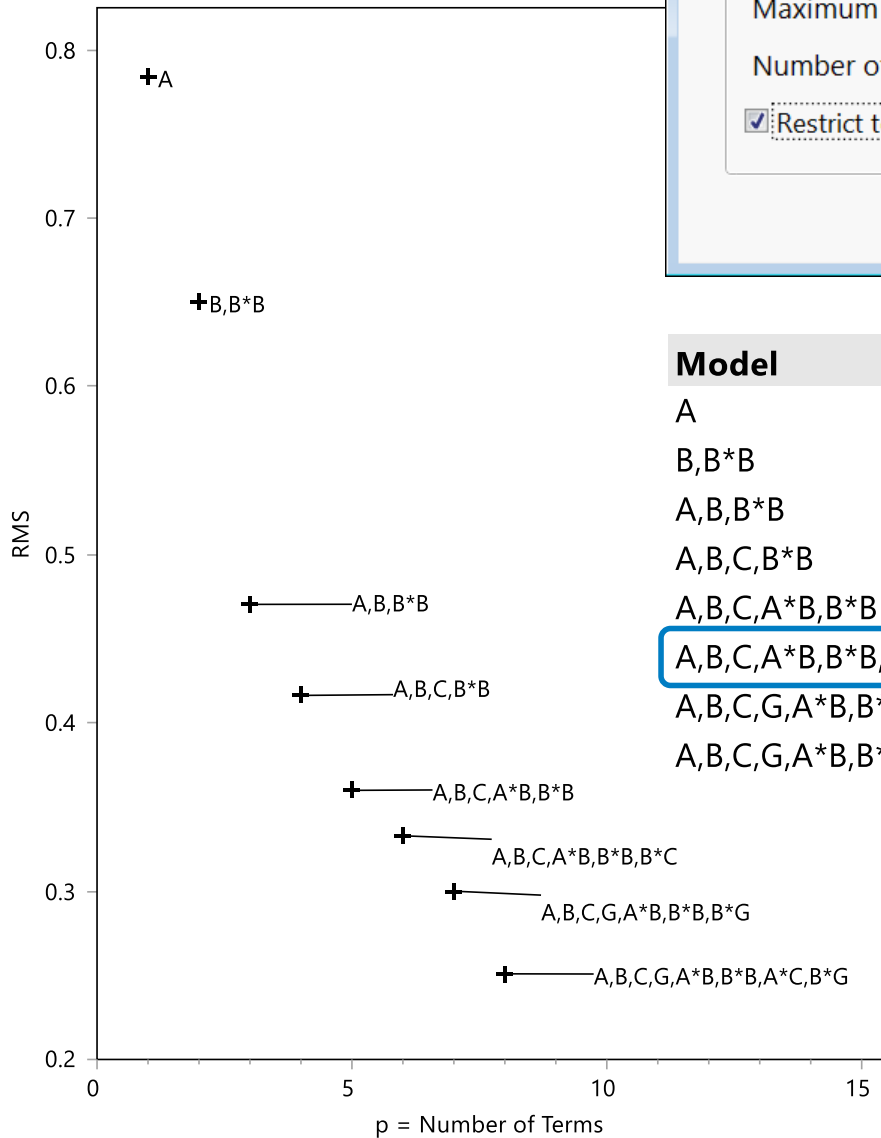 Maximum
Number of
Restrict t
0.8
A
0.7
B,B*B
0.6
Model
A
B,B*B
A,B,B*B
A,B,C,B*B
A,B,C,A*B,B*B
A,B,C,A*B,B*B,
A,B,C,G,A*B,B*
A,B,C,G,A*B,B*
RMS
0.5
A,B,B*B
A,B,C,B*B
0.4
A,B,C,A*B,B*B
A,B,C,A*B,B*B,B*C
0.3
A,B,C,G,A*B,B*B,B*G
A,B,C,G,A*B,B*B,A*C,B*G
0.2
0 5 10 15
p = Number of Terms